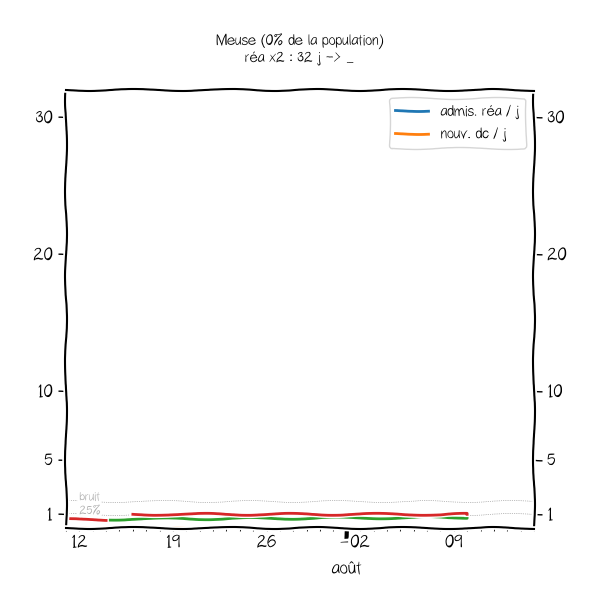 Meuse (0% de la population)
réa x2 : 32 j -> _
admis. réa / j
nouv. dc / j
30
30
20
20
10
10
5
5
bruit
25%
1
1
12 19 26 02 09
août